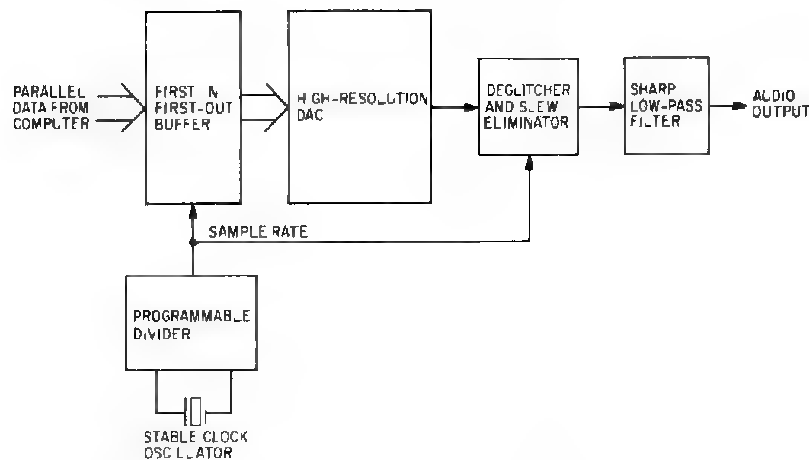 PARALLEL
DATA FROM
COMPUTER
FIRST IN
FIRST-OUT
BUFFER
HIGH-RESOLUTION
DAC
DEGLITCHER
AND SLEW
ELIMINATOR
SHARP
LOW-PASS
FILTER
AUDIO
OUTPUT
SAMPLE RATE
PROGRAMMABLE
DIVIDER
STABLE CLOCK
OSCILLATOR